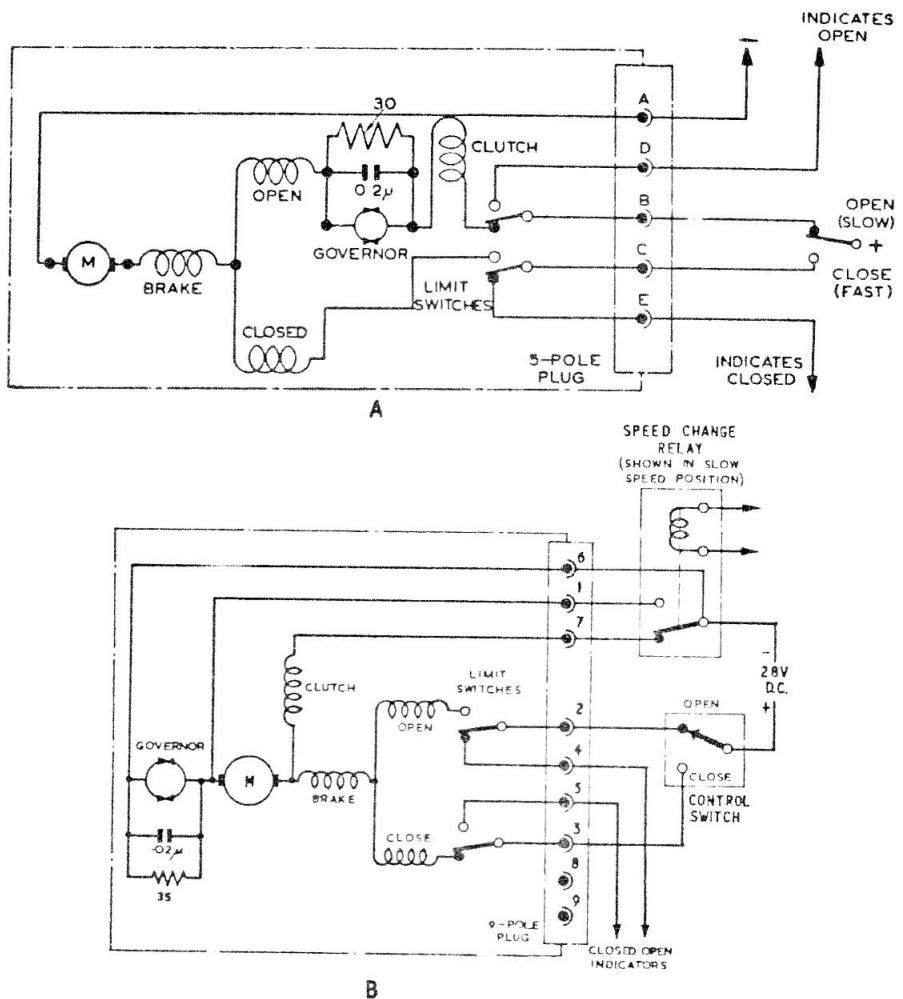 INDICATES
OPEN
30
A
CLUTCH
D
OPEN
0.2µ
B
OPEN
(SLOW)
+
GOVERNOR
M
BRAKE
C
CLOSE
(FAST)
LIMIT
SWITCHES
E
CLOSED
5-POLE
PLUG
INDICATES
CLOSED
A
SPEED CHANGE
RELAY
(SHOWN IN SLOW
SPEED POSITION)
6
1
7
-
28V
D.C.
+
CLUTCH
LIMIT
SWITCHES
OPEN
2
OPEN
GOVERNOR
4
M
BRAKE
CLOSE
5
CONTROL
SWITCH
CLOSE
3
·02µ
8
35
9
9-POLE
PLUG
CLOSED OPEN
INDICATORS
B